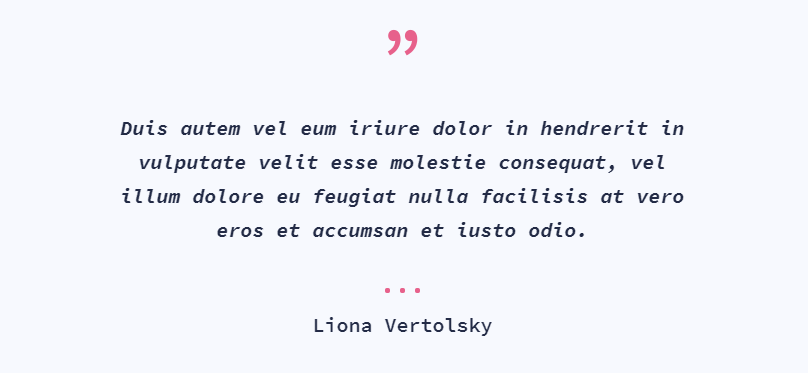 ”
Duis autem vel eum iriure dolor in hendrerit in
vulputate velit esse molestie consequat, vel
illum dolore eu feugiat nulla facilisis at vero
eros et accumsan et iusto odio.
...
Liona Vertolsky